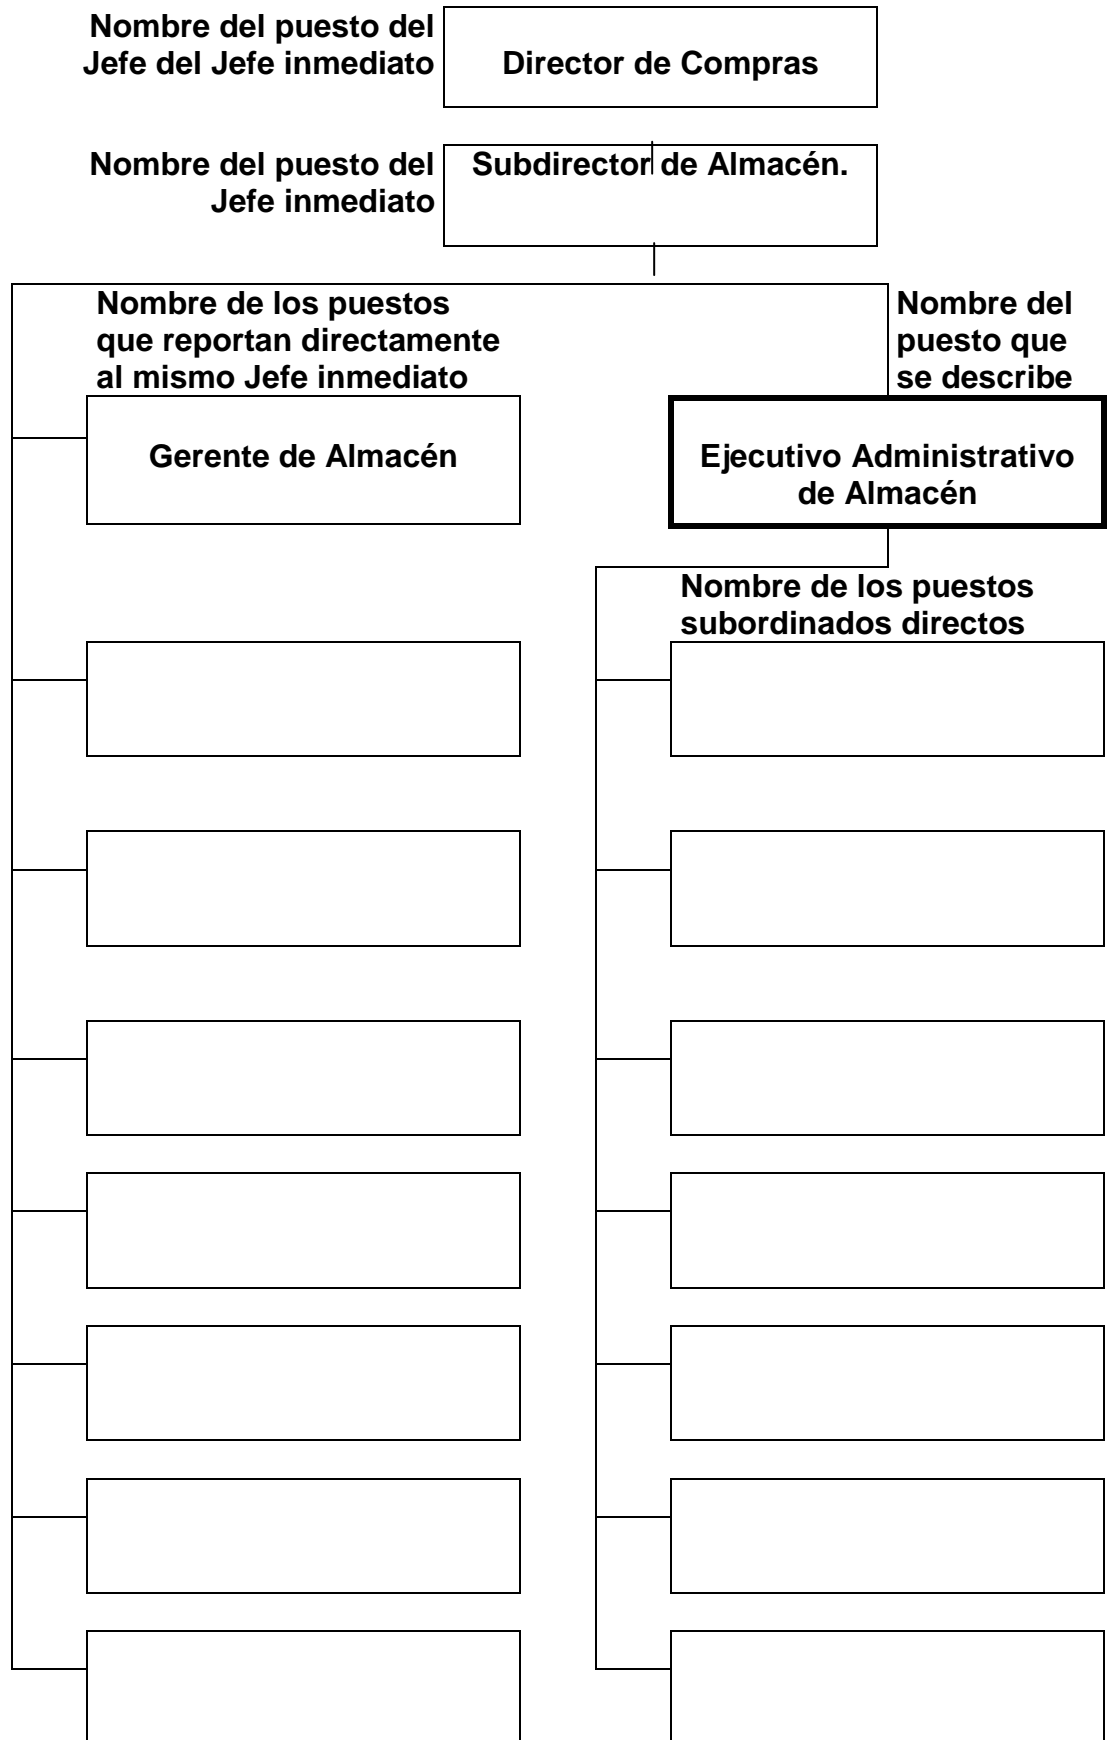 Nombre del puesto del
Jefe del Jefe inmediato
Director de Compras
Nombre del puesto del
Jefe inmediato
Subdirector de Almacén.
Nombre de los puestos
que reportan directamente
al mismo Jefe inmediato
Nombre del
puesto que
se describe
Gerente de Almacén
Ejecutivo Administrativo
de Almacén
Nombre de los puestos
subordinados directos